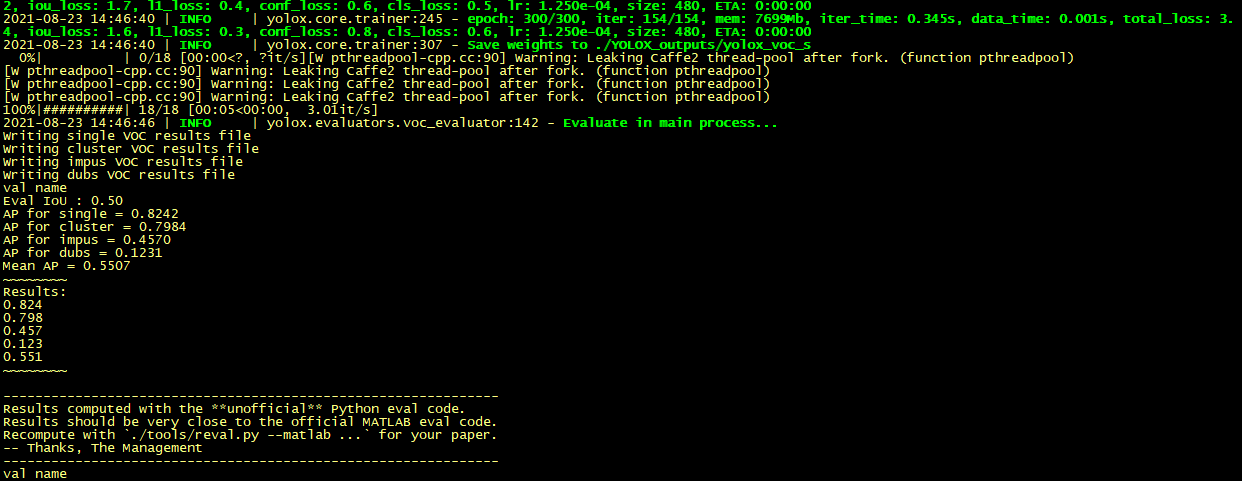 2, iou_loss: 1.7, l1_loss: 0.4, conf_loss: 0.6, cls_loss: 0.5, lr: 1.250e-04, size: 480, ETA: 0:00:00
2021-08-23 14:46:40 | INFO     | yolox.core.trainer:245 - epoch: 300/300, iter: 154/154, mem: 7699Mb, iter_time: 0.345s, data_time: 0.001s, total_loss: 3.
4, iou_loss: 1.6, l1_loss: 0.3, conf_loss: 0.8, cls_loss: 0.6, lr: 1.250e-04, size: 480, ETA: 0:00:00
2021-08-23 14:46:40 | INFO     | yolox.core.trainer:307 - Save weights to ./YOLOX_outputs/yolox_voc_s
  0%|          | 0/18 [00:00<?, ?it/s][W pthreadpool-cpp.cc:90] Warning: Leaking Caffe2 thread-pool after fork. (function pthreadpool)
[W pthreadpool-cpp.cc:90] Warning: Leaking Caffe2 thread-pool after fork. (function pthreadpool)
[W pthreadpool-cpp.cc:90] Warning: Leaking Caffe2 thread-pool after fork. (function pthreadpool)
[W pthreadpool-cpp.cc:90] Warning: Leaking Caffe2 thread-pool after fork. (function pthreadpool)
100%|##########| 18/18 [00:05<00:00,  3.01it/s]
2021-08-23 14:46:46 | INFO     | yolox.evaluators.voc_evaluator:142 - Evaluate in main process...
Writing single VOC results file
Writing cluster VOC results file
Writing impus VOC results file
Writing dubs VOC results file
val name
Eval IoU : 0.50
AP for single = 0.8242
AP for cluster = 0.7984
AP for impus = 0.4570
AP for dubs = 0.1231
Mean AP = 0.5507
~~~~~~~~
Results:
0.824
0.798
0.457
0.123
0.551
~~~~~~~~
--------------------------------------------------------------
Results computed with the **unofficial** Python eval code.
Results should be very close to the official MATLAB eval code.
Recompute with `./tools/reval.py --matlab ...` for your paper.
-- Thanks, The Management
--------------------------------------------------------------
val name